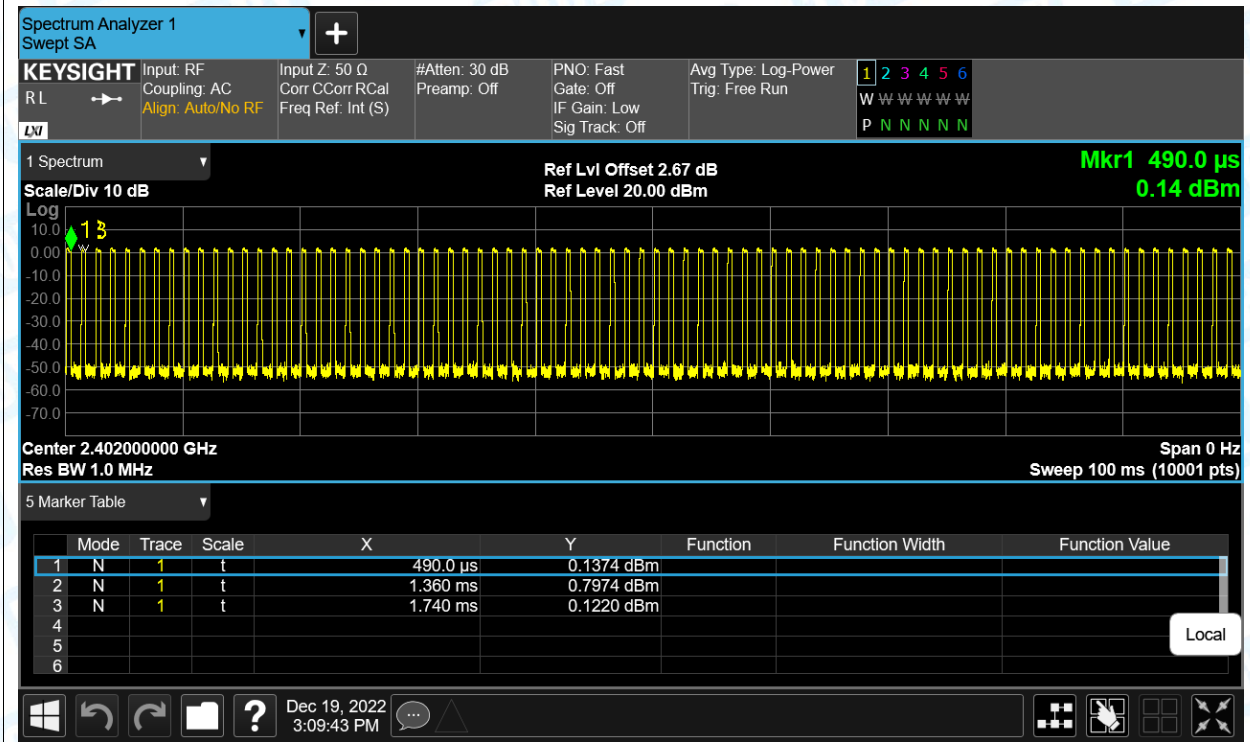 Spectrum Analyzer 1
Swept SA
KEYSIGHT
R L
LXI
Input: RF
Coupling: AC
Align: Auto/No RF
Input Z: 50 Ω
Corr CCorr RCal
Freq Ref: Int (S)
#Atten: 30 dB
Preamp: Off
PNO: Fast
Gate: Off
IF Gain: Low
Sig Track: Off
Avg Type: Log-Power
Trig: Free Run
1 2 3 4 5 6
W W W W W W
P N N N N N
1 Spectrum
Scale/Div 10 dB
Ref Lvl Offset 2.67 dB
Ref Level 20.00 dBm
Mkr1 490.0 µs
0.14 dBm
Log
10.0
0.00
-10.0
-20.0
-30.0
-40.0
-50.0
-60.0
-70.0
1 3
Center 2.402000000 GHz
Res BW 1.0 MHz
Span 0 Hz
Sweep 100 ms (10001 pts)
5 Marker Table
Mode Trace Scale X Y Function Function Width Function Value
1 N 1 t 490.0 µs 0.1374 dBm
2 N 1 t 1.360 ms 0.7974 dBm
3 N 1 t 1.740 ms 0.1220 dBm
4
5
6
Local
?
Dec 19, 2022
3:09:43 PM